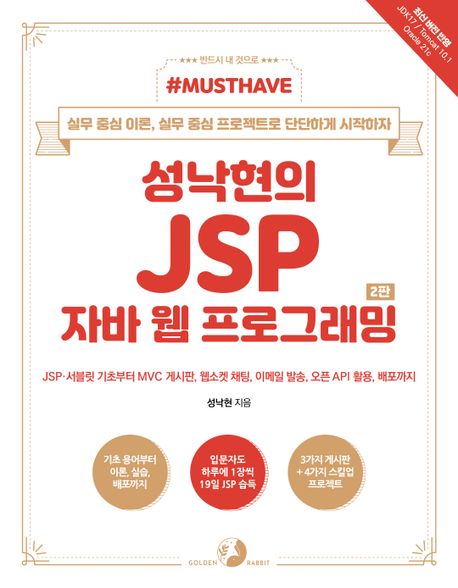 최신 버전 반영
JDK17 / Tomcat 10.1
Oracle 21c
★★★ 반드시 내 것으로 ★★★
#MUSTHAVE
실무 중심 이론, 실무 중심 프로젝트로 단단하게 시작하자
성낙현의
JSP
2판
자바 웹 프로그래밍
JSP·서블릿 기초부터 MVC 게시판, 웹소켓 채팅, 이메일 발송, 오픈 API 활용, 배포까지
성낙현 지음
기초 용어부터
이론, 실습,
배포까지
입문자도
하루에 1장씩
19일 JSP 습득
3가지 게시판
+ 4가지 스킬업
프로젝트
GOLDEN RABBIT